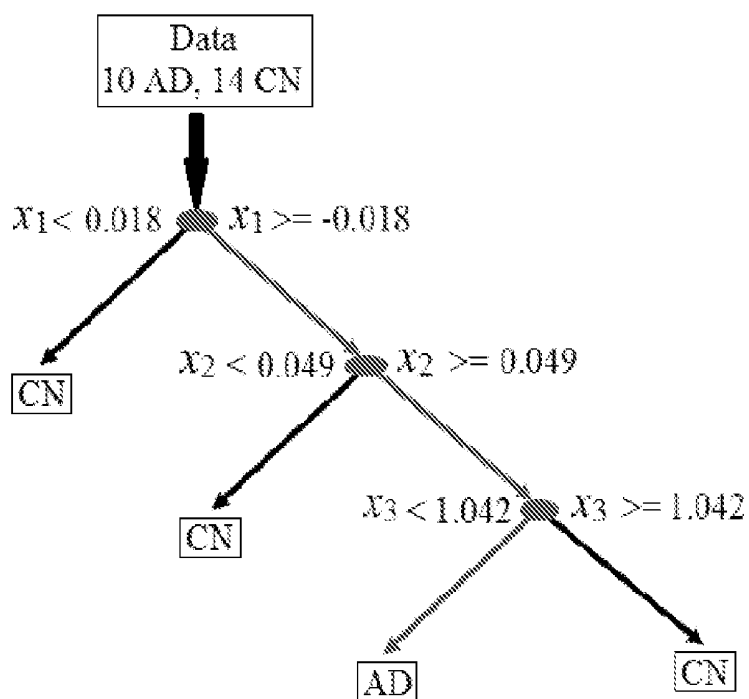 Data
10 AD, 14 CN
x1 < 0.018 x1 >= -0.018
CN
x2 < 0.049 x2 >= 0.049
CN
x3 < 1.042 x3 >= 1.042
AD
CN